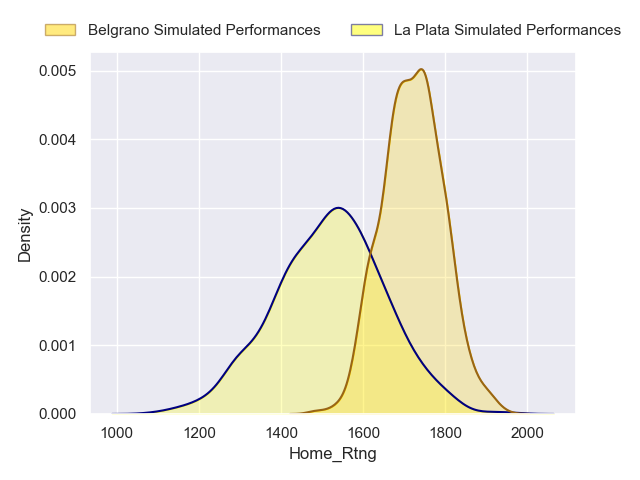 Belgrano Simulated Performances La Plata Simulated Performances
0.005
0.004
0.003
0.002
0.001
0.000
Density
1000 1200 1400 1600 1800 2000
Home_Rtng